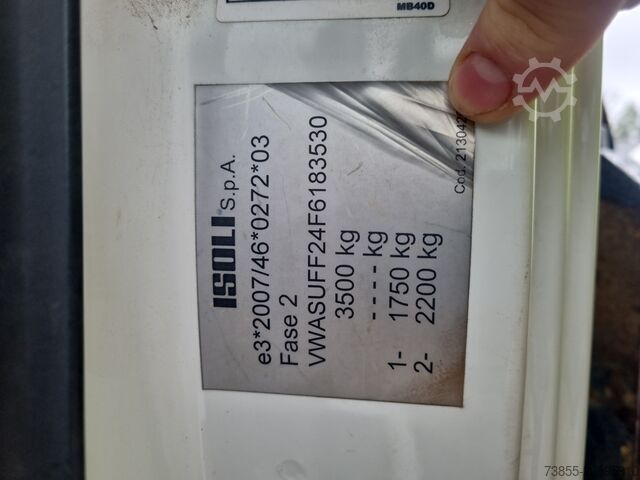 MB40D
ISOLI® S.p.A.
e3*2007/46*0272*03
Fase 2
VWASUFF24F6183530
3500 kg
- - - - kg
1- 1750 kg
2- 2200 kg
Cod. 2130427